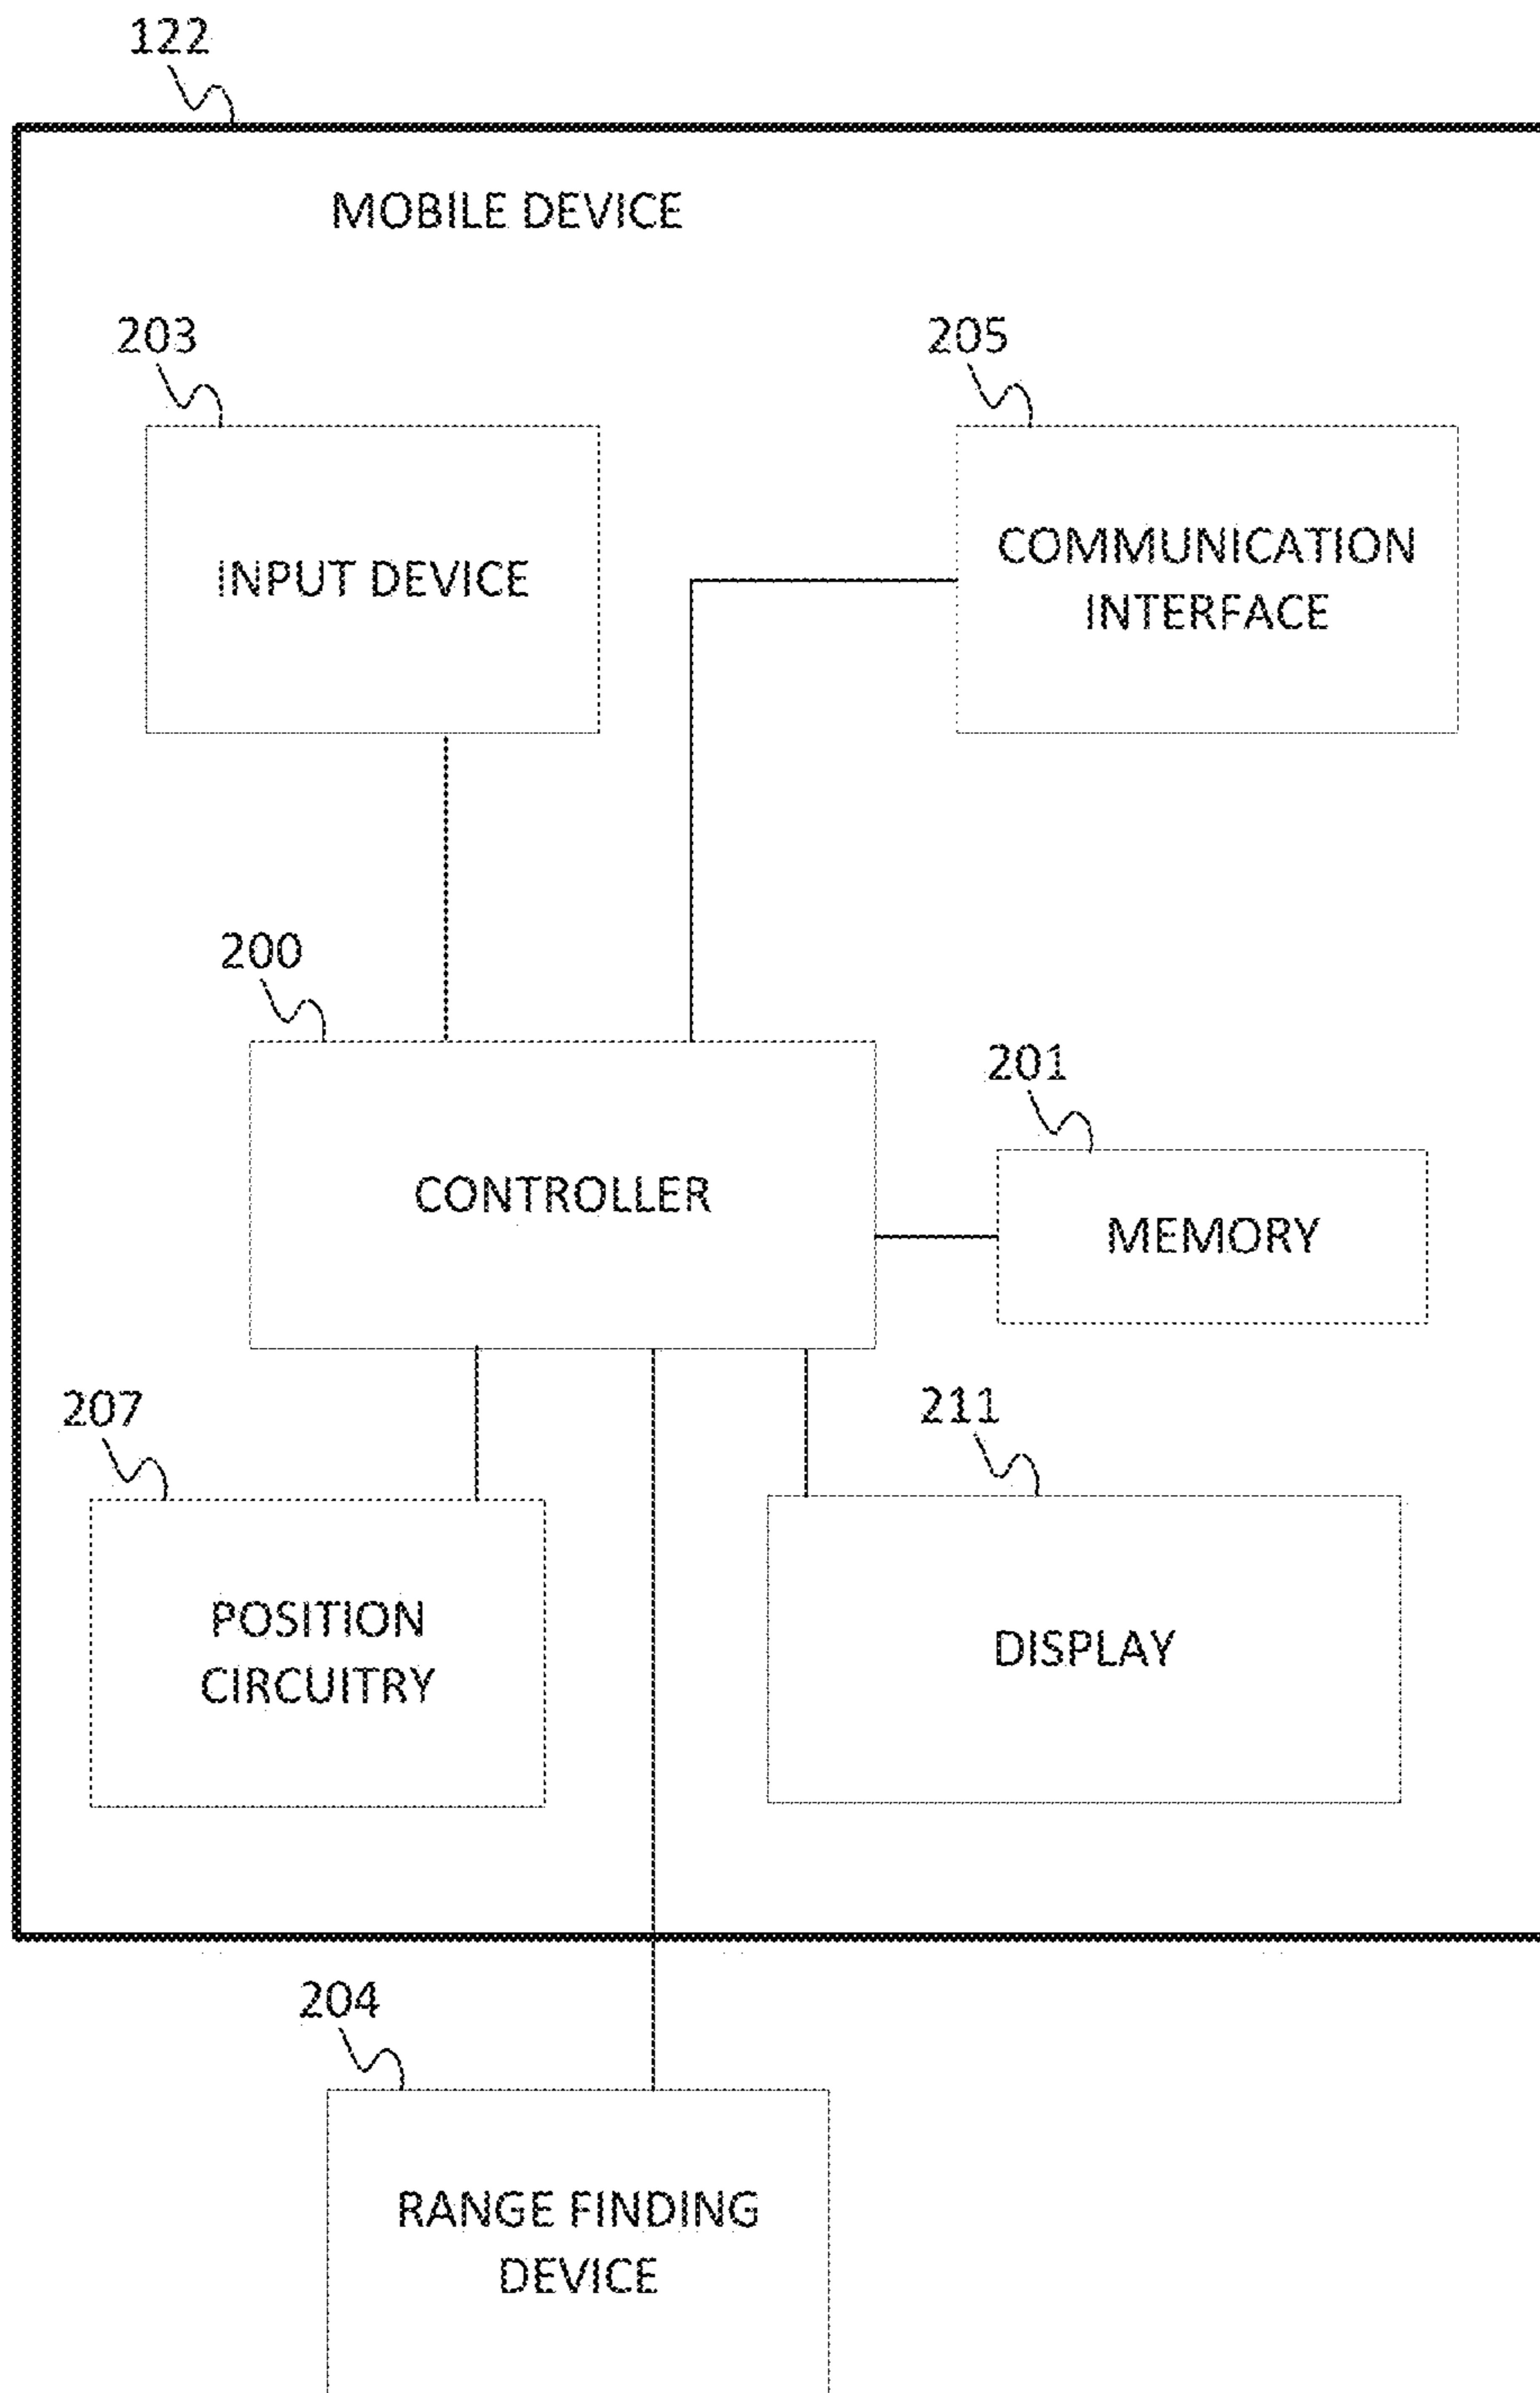 122
MOBILE DEVICE
203
205
INPUT DEVICE
COMMUNICATION
INTERFACE
200
201
CONTROLLER
MEMORY
207
211
POSITION
CIRCUITRY
DISPLAY
204
RANGE FINDING
DEVICE